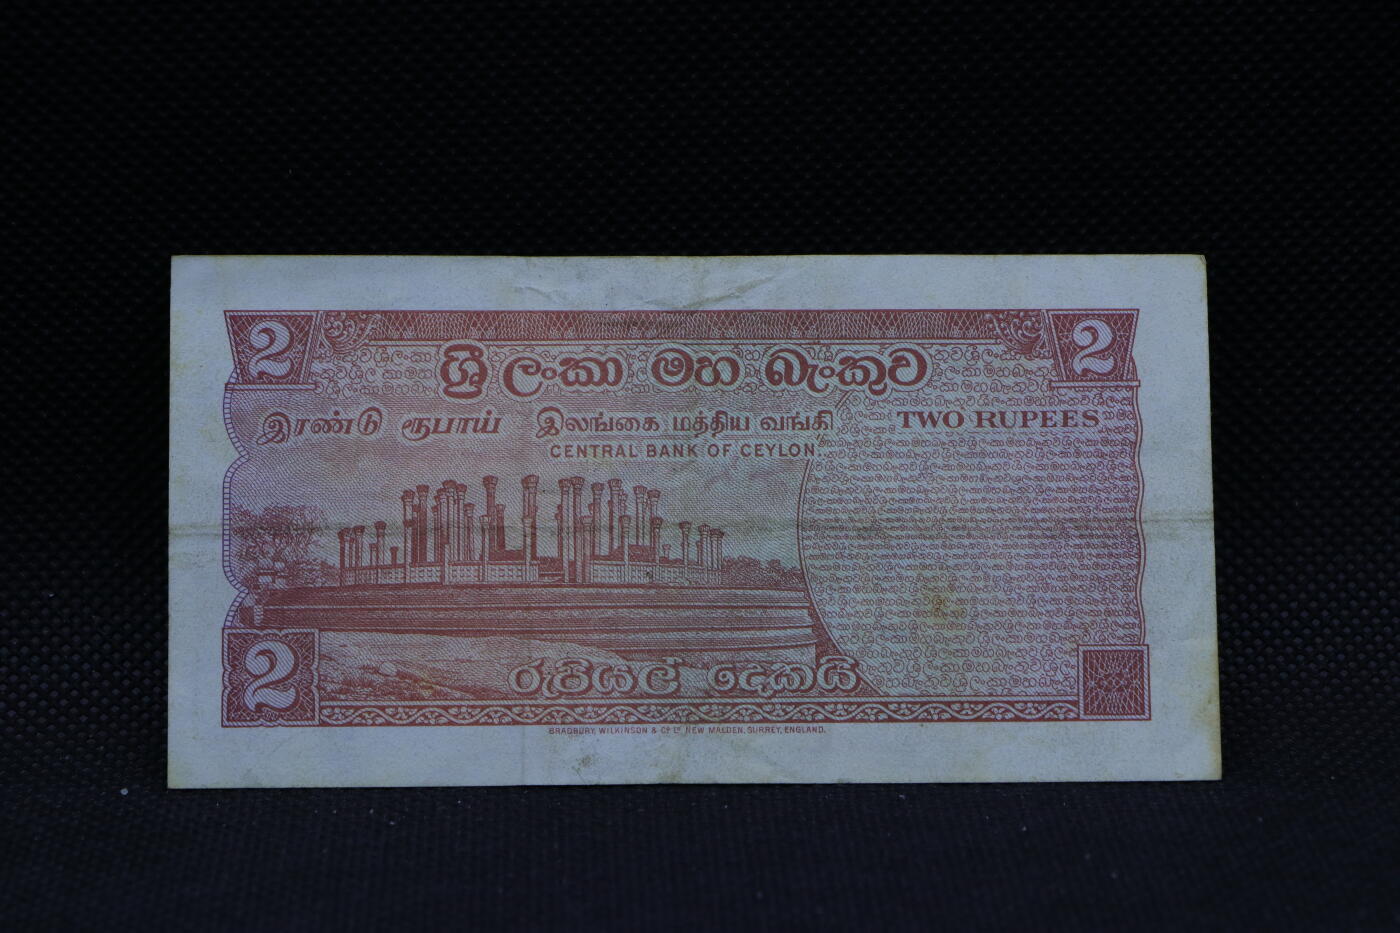 2 2
ශ්‍රී ලංකා මහ බැංකුව
இரண்டு ரூபாய் இலங்கை மத்திய வங்கி TWO RUPEES
CENTRAL BANK OF CEYLON.
රුපියල් දෙකයි
2
BRADBURY, WILKINSON & Cº Lᴰ NEW MALDEN, SURREY, ENGLAND.